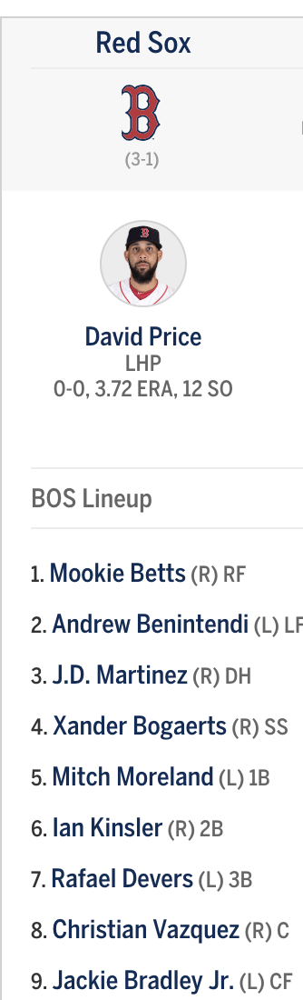 Red Sox
B
(3-1)
David Price
LHP
0-0, 3.72 ERA, 12 SO
BOS Lineup
1. Mookie Betts (R) RF
2. Andrew Benintendi (L) LF
3. J.D. Martinez (R) DH
4. Xander Bogaerts (R) SS
5. Mitch Moreland (L) 1B
6. Ian Kinsler (R) 2B
7. Rafael Devers (L) 3B
8. Christian Vazquez (R) C
9. Jackie Bradley Jr. (L) CF